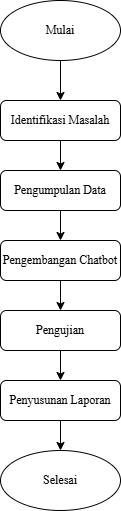 Mulai
Identifikasi Masalah
Pengumpulan Data
Pengembangan Chatbot
Pengujian
Penyusunan Laporan
Selesai